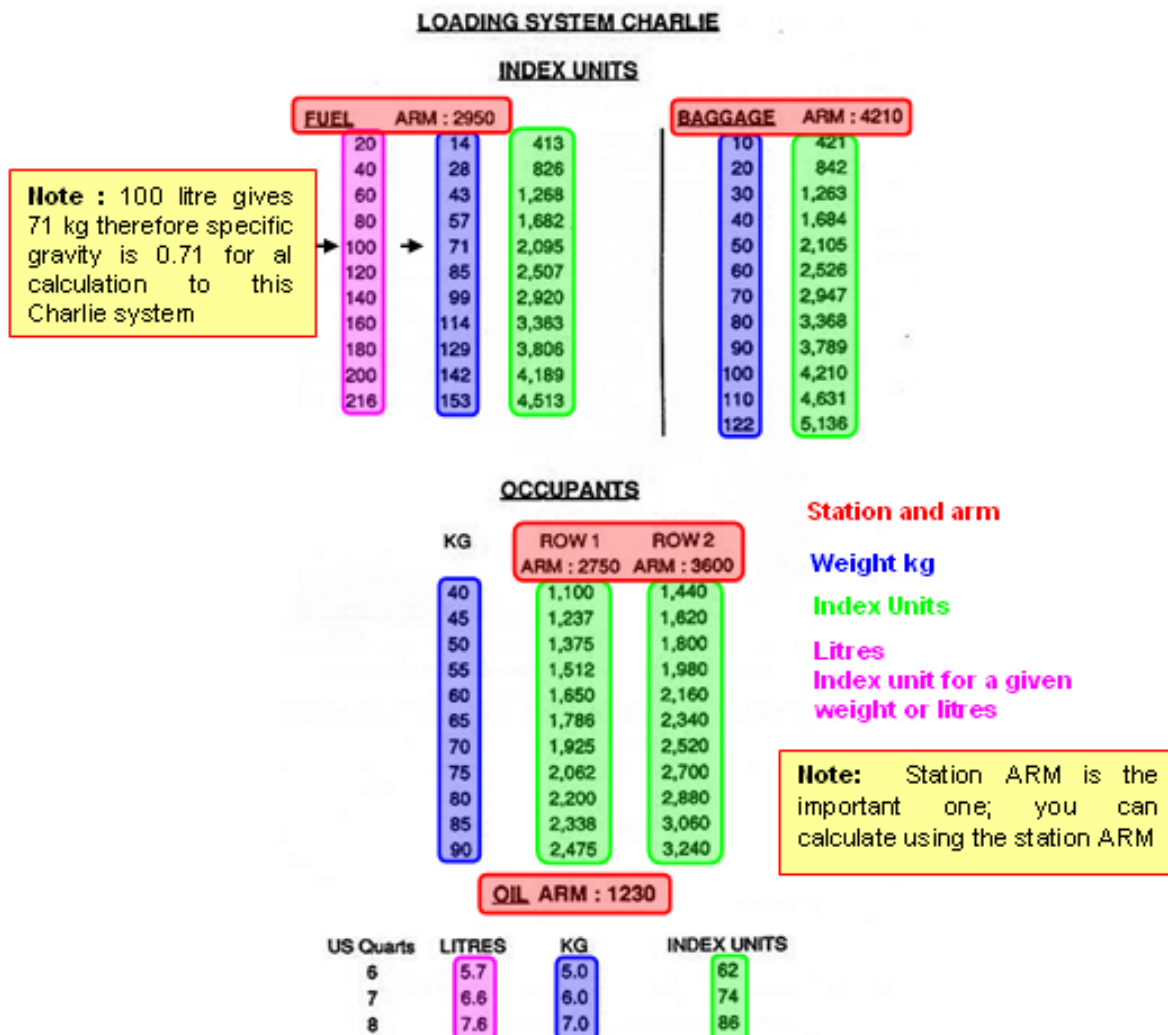 LOADING SYSTEM CHARLIE
INDEX UNITS
FUEL ARM : 2950
20 14 413
40 28 826
60 43 1,268
80 57 1,682
100 71 2,095
120 85 2,507
140 99 2,920
160 114 3,363
180 129 3,806
200 142 4,189
216 153 4,513
BAGGAGE ARM : 4210
10 421
20 842
30 1,263
40 1,684
50 2,105
60 2,526
70 2,947
80 3,368
90 3,789
100 4,210
110 4,631
122 5,136
Note : 100 litre gives
71 kg therefore specific
gravity is 0.71 for al
calculation to this
Charlie system
OCCUPANTS
KG ROW 1 ROW 2
ARM : 2750 ARM : 3600
40 1,100 1,440
45 1,237 1,620
50 1,375 1,800
55 1,512 1,980
60 1,650 2,160
65 1,786 2,340
70 1,925 2,520
75 2,062 2,700
80 2,200 2,880
85 2,338 3,060
90 2,475 3,240
Station and arm
Weight kg
Index Units
Litres
Index unit for a given
weight or litres
Note: Station ARM is the
important one; you can
calculate using the station ARM
OIL ARM : 1230
US Quarts LITRES KG INDEX UNITS
6 5.7 5.0 62
7 6.6 6.0 74
8 7.6 7.0 86